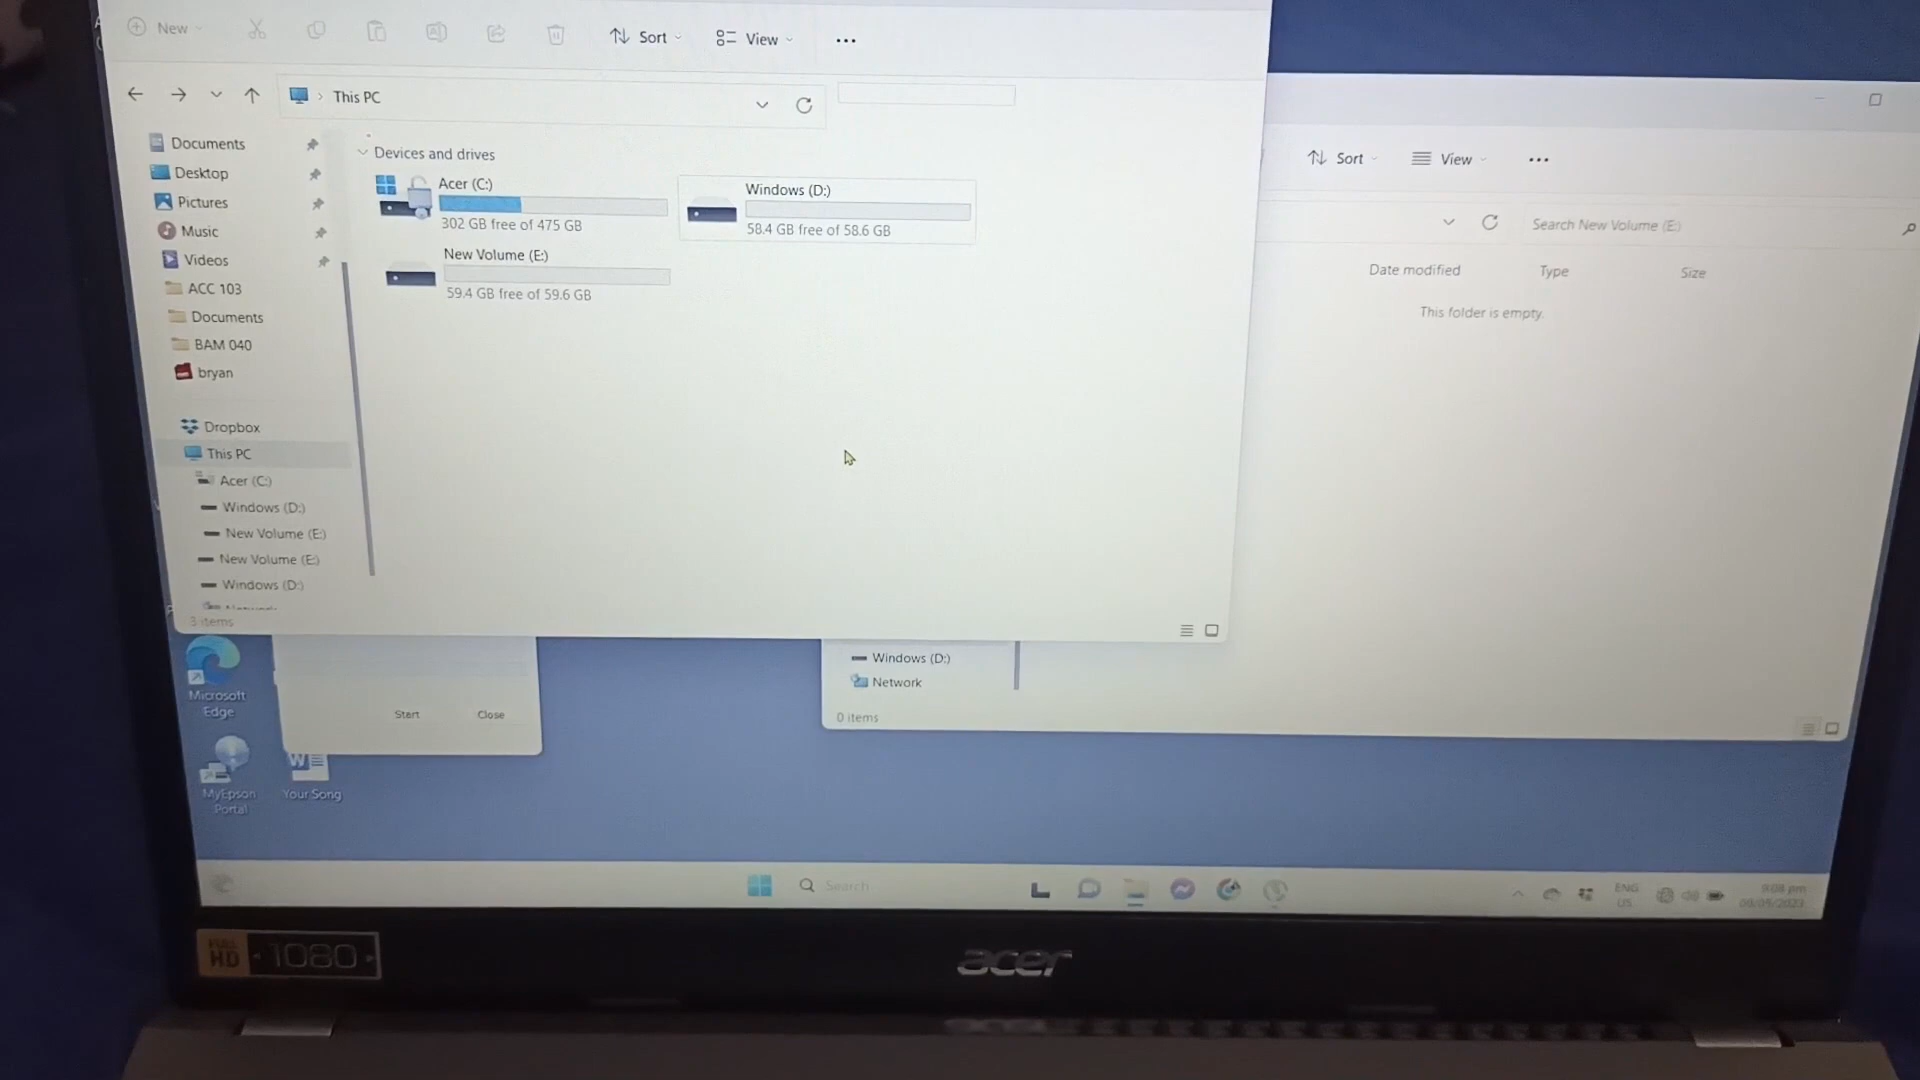 New
Sort
View
This PC
Documents
Desktop
Pictures
Music
Videos
ACC 103
Documents
BAM 040
bryan
Dropbox
This PC
Acer (C:)
Windows (D:)
New Volume (E:)
New Volume (E:)
Windows (D:)
3 items
Devices and drives
Acer (C:)
302 GB free of 475 GB
Windows (D:)
58.4 GB free of 58.6 GB
New Volume (E:)
59.4 GB free of 59.6 GB
Sort
View
Search New Volume (E:)
Date modified
Type
Size
This folder is empty.
Windows (D:)
Network
0 items
Start
Close
Microsoft
Edge
MyEpson
Portal
Your Song
Search
ENG
US
9:08 pm
FULL
HD
1080
acer